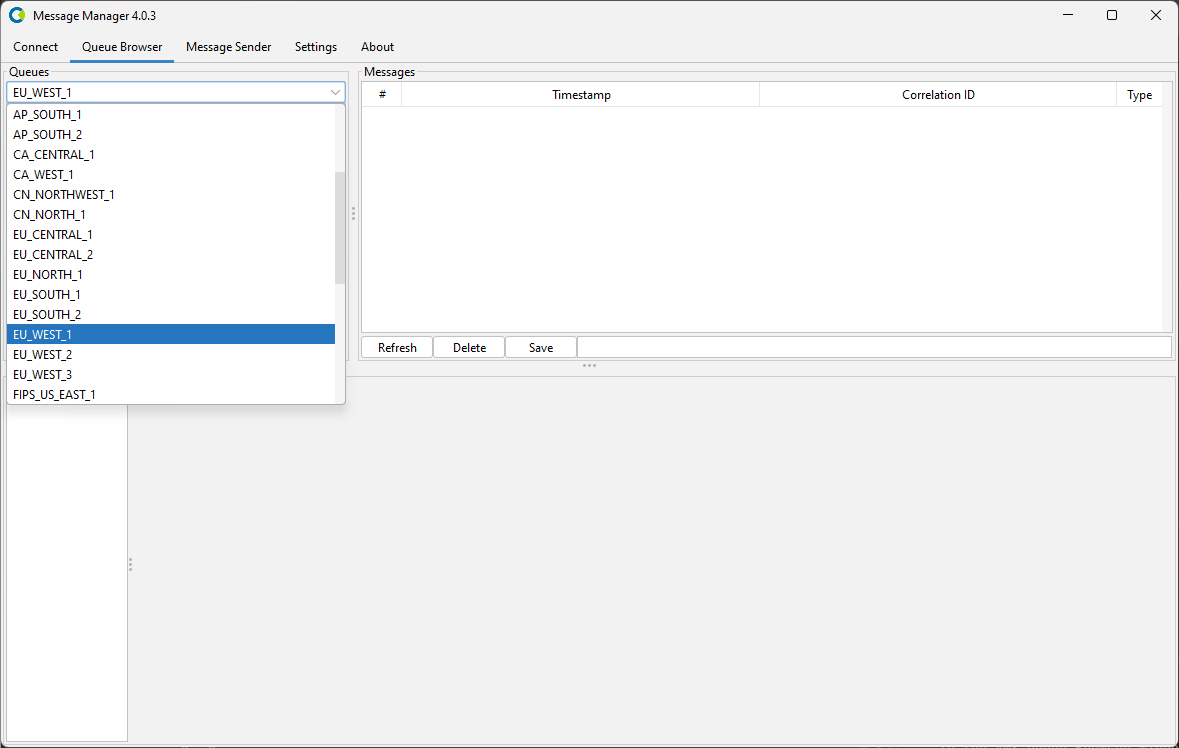 Message Manager 4.0.3
Connect Queue Browser Message Sender Settings About
Queues
EU_WEST_1
AP_SOUTH_1
AP_SOUTH_2
CA_CENTRAL_1
CA_WEST_1
CN_NORTHWEST_1
CN_NORTH_1
EU_CENTRAL_1
EU_CENTRAL_2
EU_NORTH_1
EU_SOUTH_1
EU_SOUTH_2
EU_WEST_1
EU_WEST_2
EU_WEST_3
FIPS_US_EAST_1
Messages
# Timestamp Correlation ID Type
Refresh Delete Save